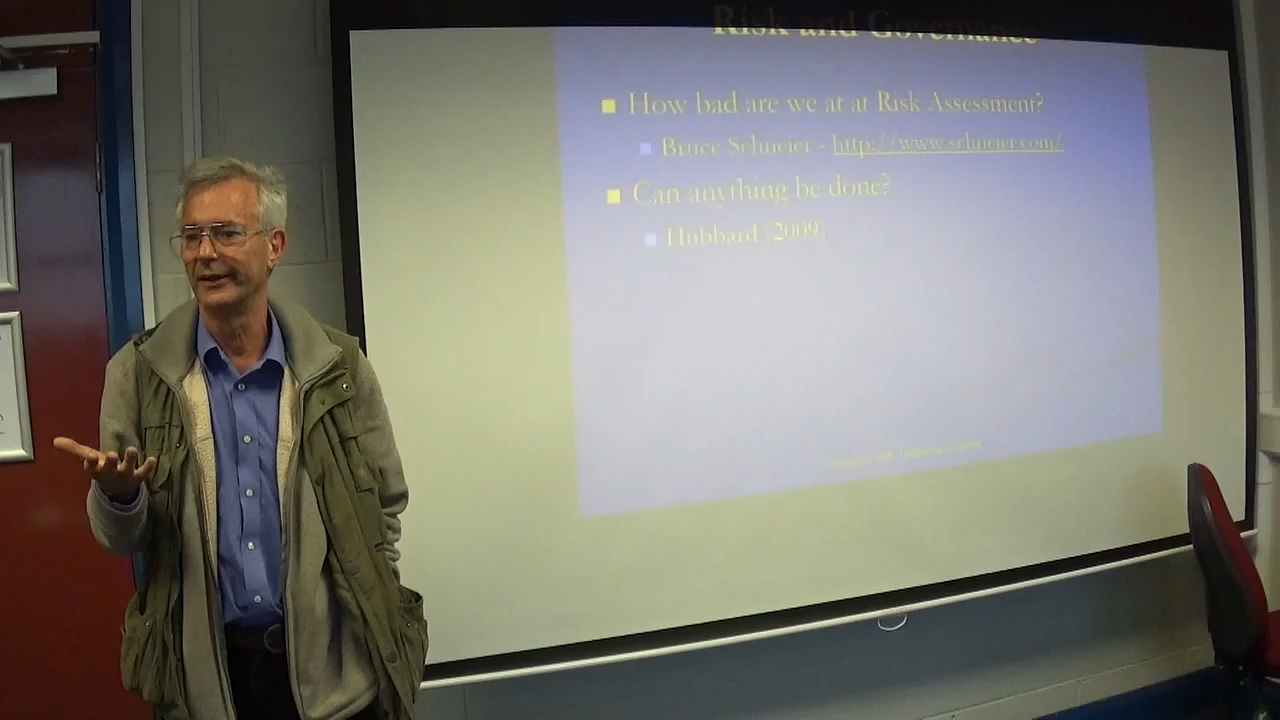 Risk and Governance
How bad are we at at Risk Assessment?
Bruce Schneier - http://www.schneier.com/
Can anything be done?
Hubbard (2009)